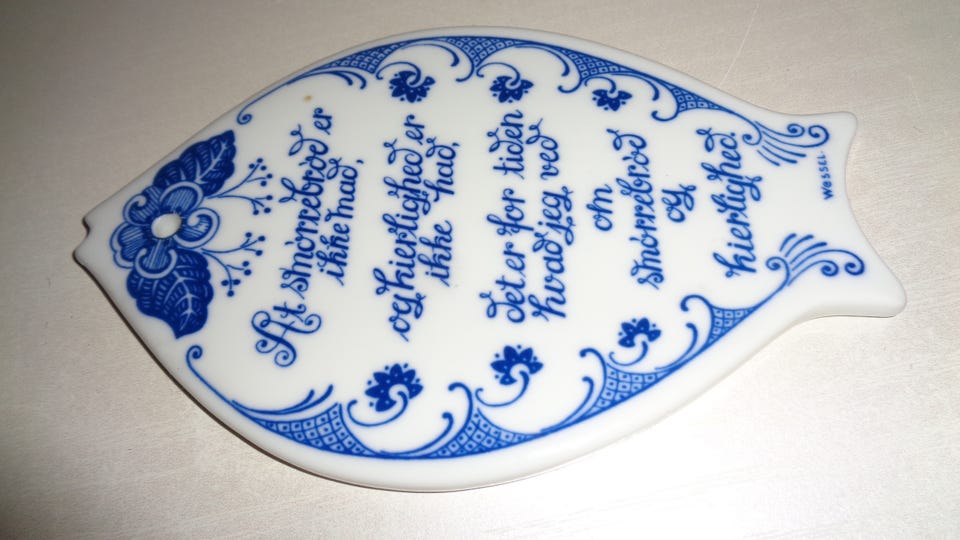 At smørrebrød er
ikke mad,
og kierlighed er
ikke had,
det er for tiden
hvad jeg ved
om
smørrebrød
og
kierlighed.
WESSEL.